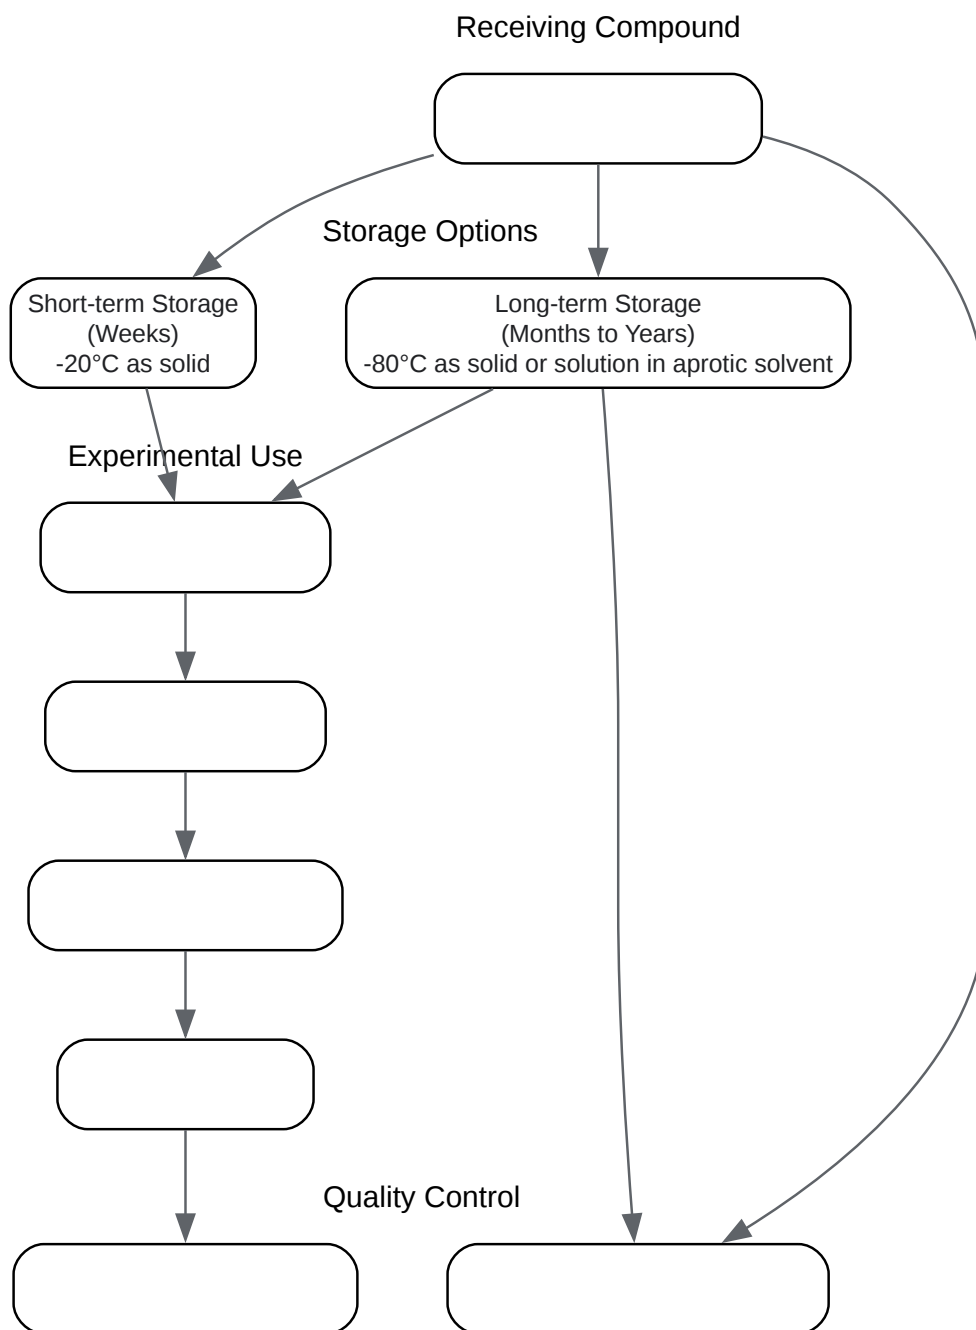 Receiving Compound
Storage Options
Short-term Storage
(Weeks)
-20°C as solid
Long-term Storage
(Months to Years)
-80°C as solid or solution in aprotic solvent
Experimental Use
Quality Control